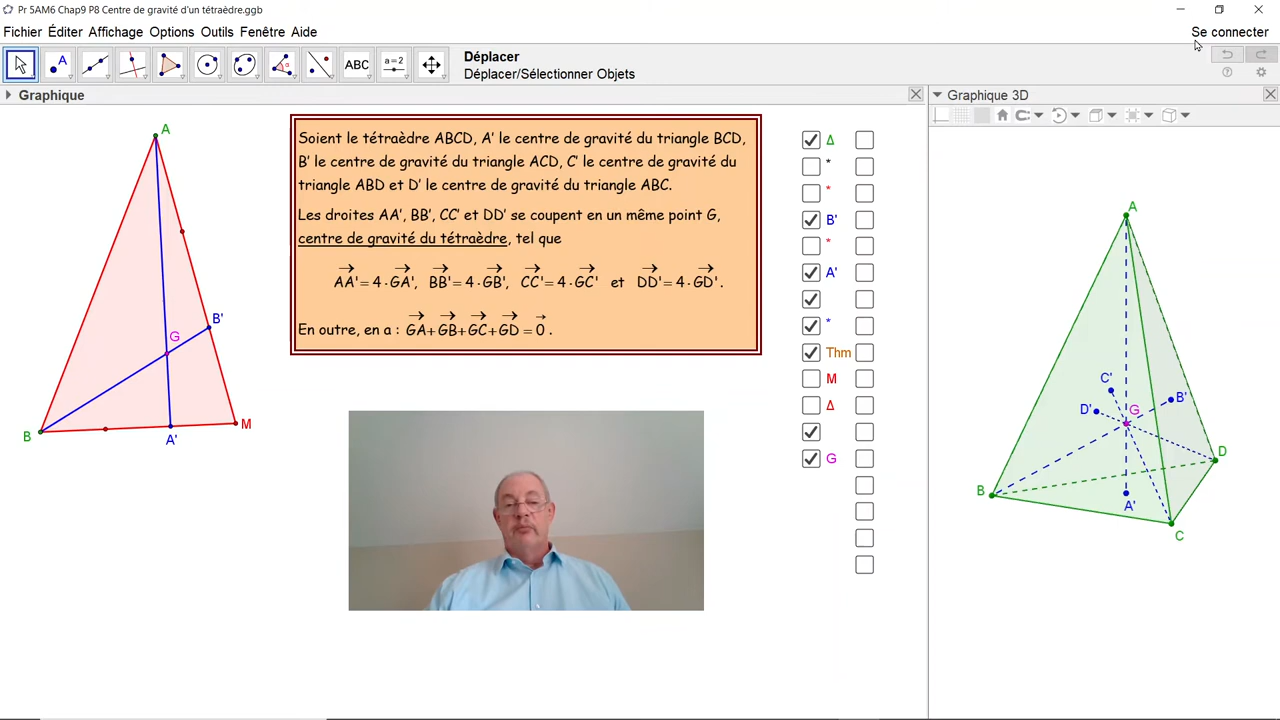 Pr 5AM6 Chap9 P8 Centre de gravité d'un tétraèdre.ggb
Fichier Éditer Affichage Options Outils Fenêtre Aide
Se connecter
A
ABC
a=2
Déplacer
Déplacer/Sélectionner Objets
Graphique
Graphique 3D
Soient le tétraèdre ABCD, A' le centre de gravité du triangle BCD,
B' le centre de gravité du triangle ACD, C' le centre de gravité du
triangle ABD et D' le centre de gravité du triangle ABC.
Les droites AA', BB', CC' et DD' se coupent en un même point G,
centre de gravité du tétraèdre, tel que
AA'= 4·GA', BB'= 4·GB', CC'= 4·GC' et DD'= 4·GD'.
En outre, en a : GA+GB+GC+GD = 0 .
A
B'
G
B
A'
M
Δ
*
*
B'
*
A'
*
Thm
M
Δ
G
A
C'
D'
G
B'
D
B
A'
C